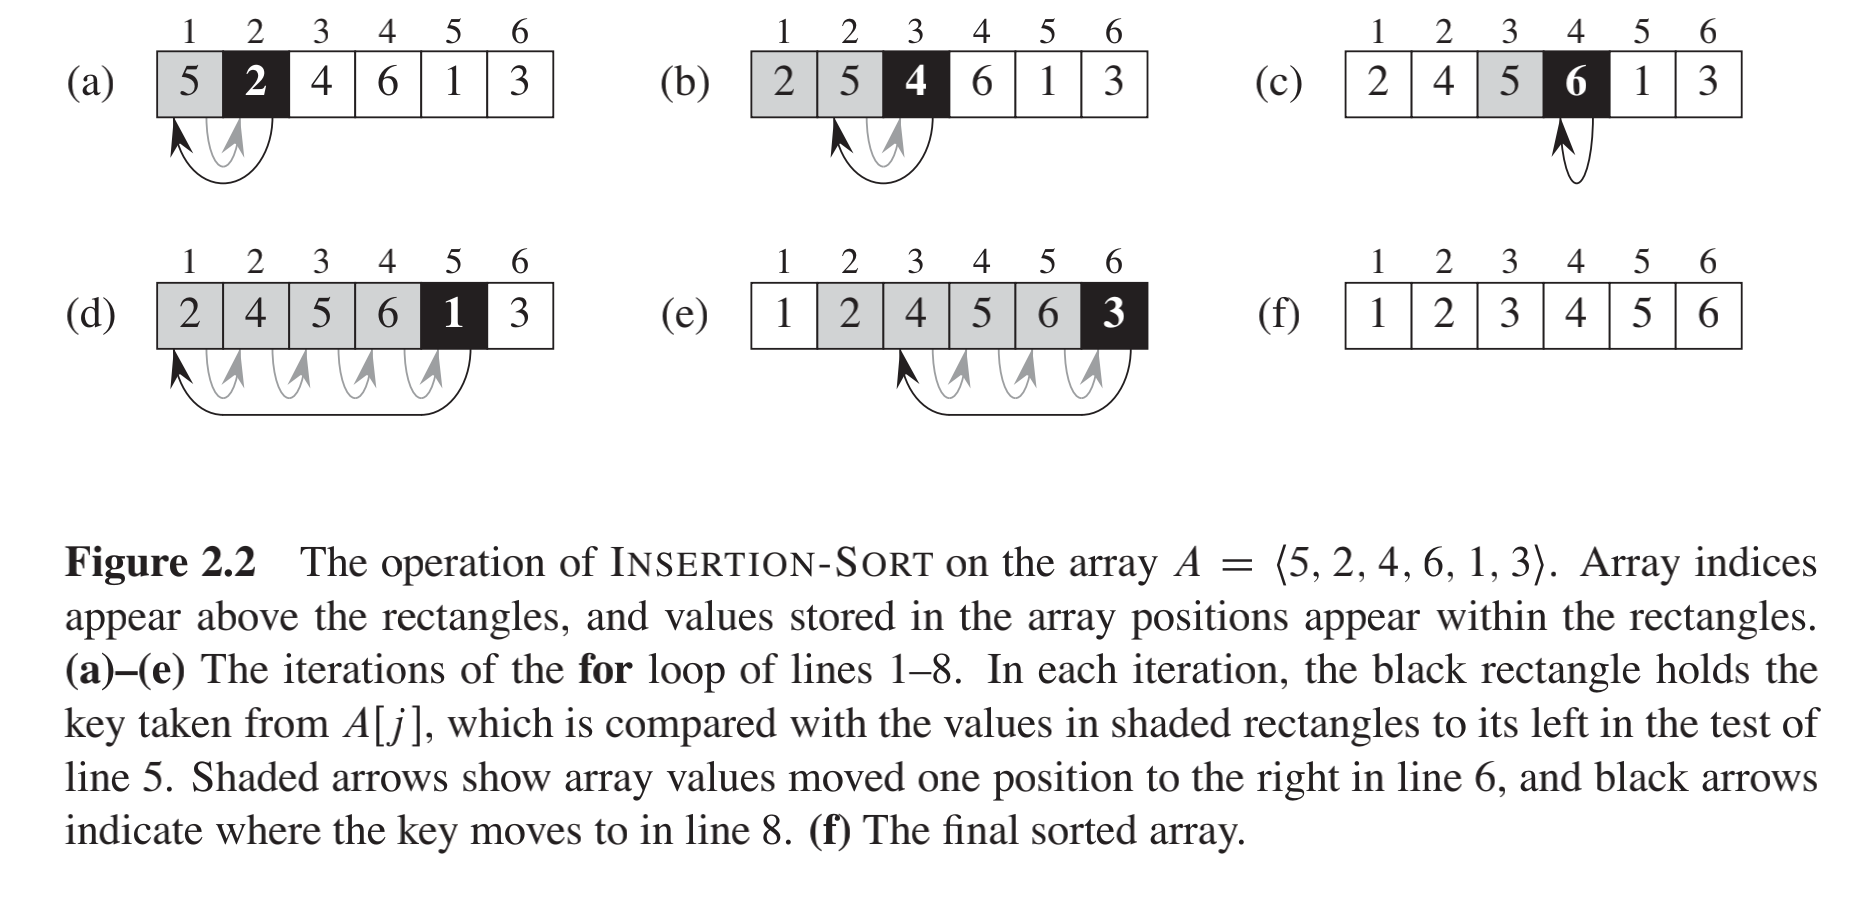 1 2 3 4 5 6
(a) 5 2 4 6 1 3
1 2 3 4 5 6
(b) 2 5 4 6 1 3
1 2 3 4 5 6
(c) 2 4 5 6 1 3
1 2 3 4 5 6
(d) 2 4 5 6 1 3
1 2 3 4 5 6
(e) 1 2 4 5 6 3
1 2 3 4 5 6
(f) 1 2 3 4 5 6
Figure 2.2 The operation of INSERTION-SORT on the array A = ⟨5, 2, 4, 6, 1, 3⟩. Array indices
appear above the rectangles, and values stored in the array positions appear within the rectangles.
(a)–(e) The iterations of the for loop of lines 1–8. In each iteration, the black rectangle holds the
key taken from A[j], which is compared with the values in shaded rectangles to its left in the test of
line 5. Shaded arrows show array values moved one position to the right in line 6, and black arrows
indicate where the key moves to in line 8. (f) The final sorted array.